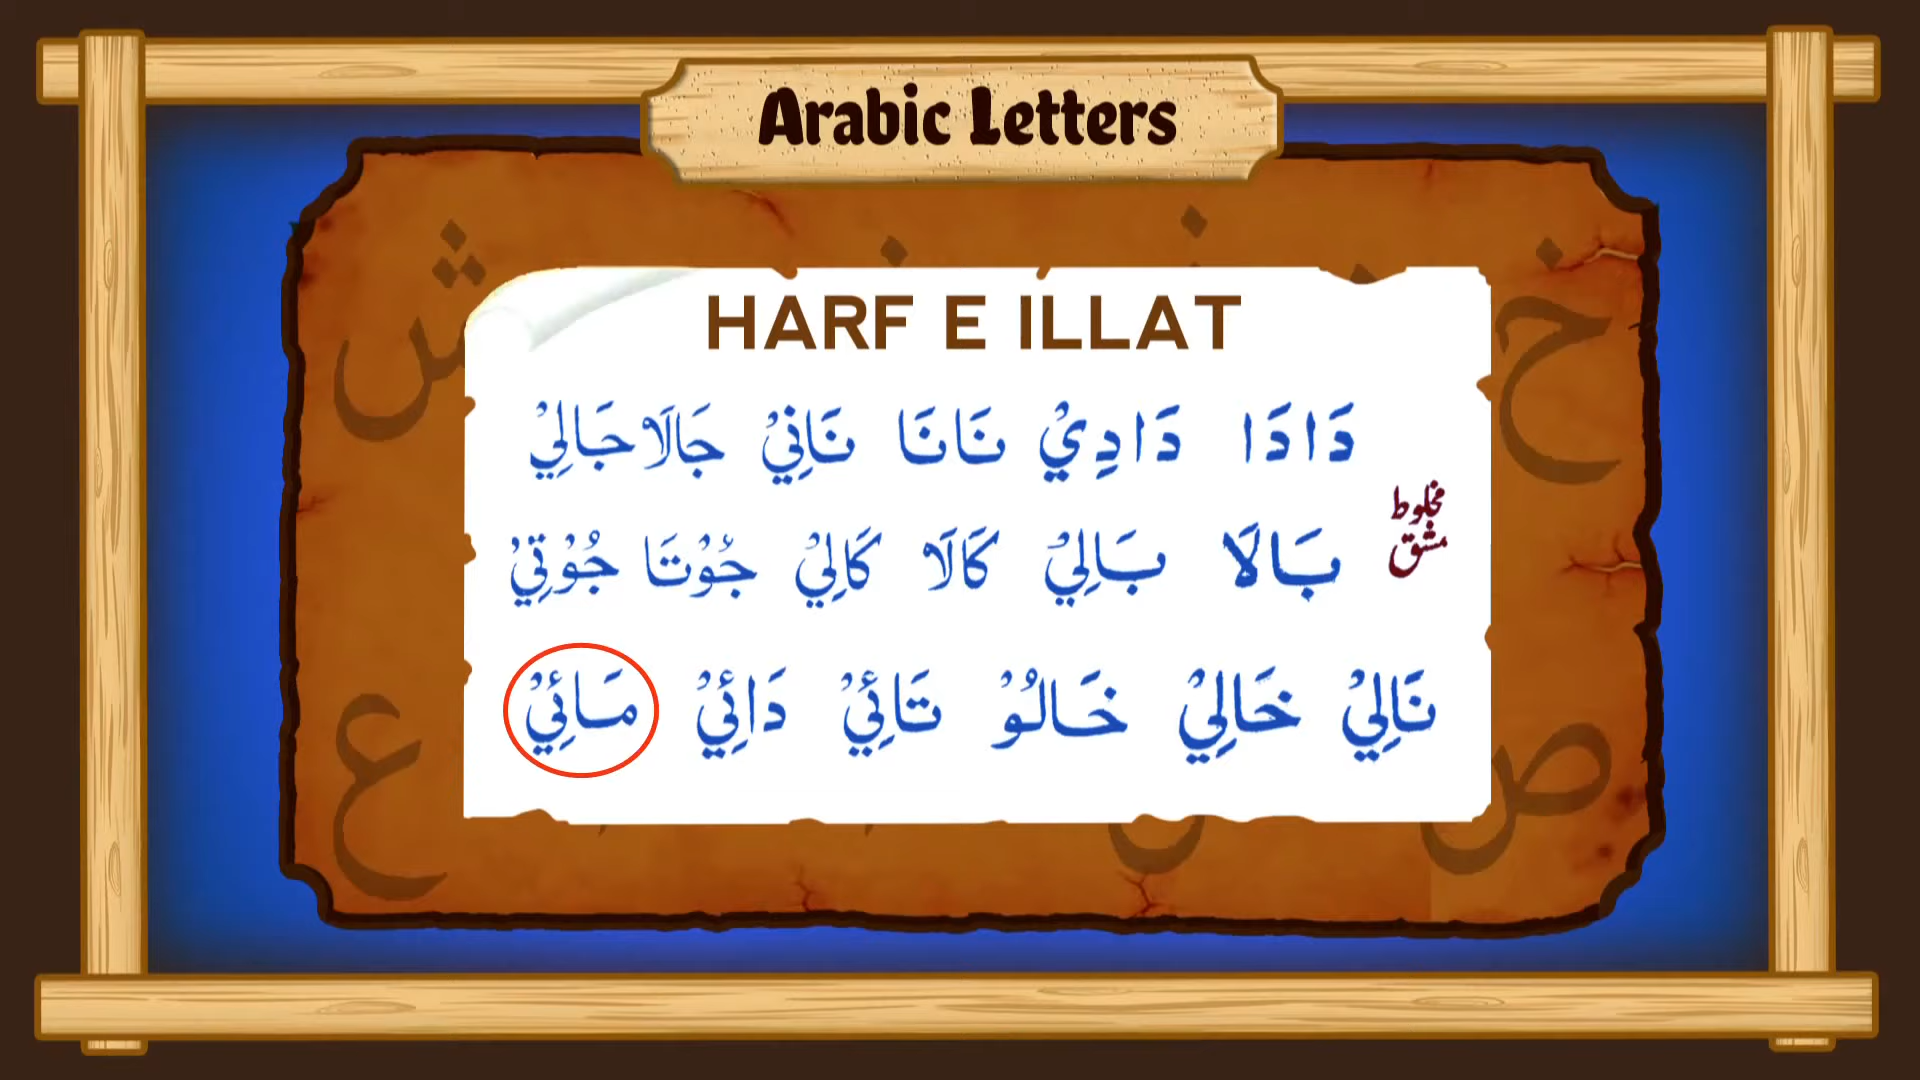 Arabic Letters
HARF E ILLAT
دَادَا دَادِيْ نَانَا نَانِيْ جَالَا جَالِيْ
مخلوط
مشق
بَالَا بَالِيْ كَالَا كَالِيْ جُوْتَا جُوْتِيْ
نَالِيْ خَالِيْ خَالُوْ تَائِيْ دَائِيْ مَائِيْ
ش
خ
ع
ص